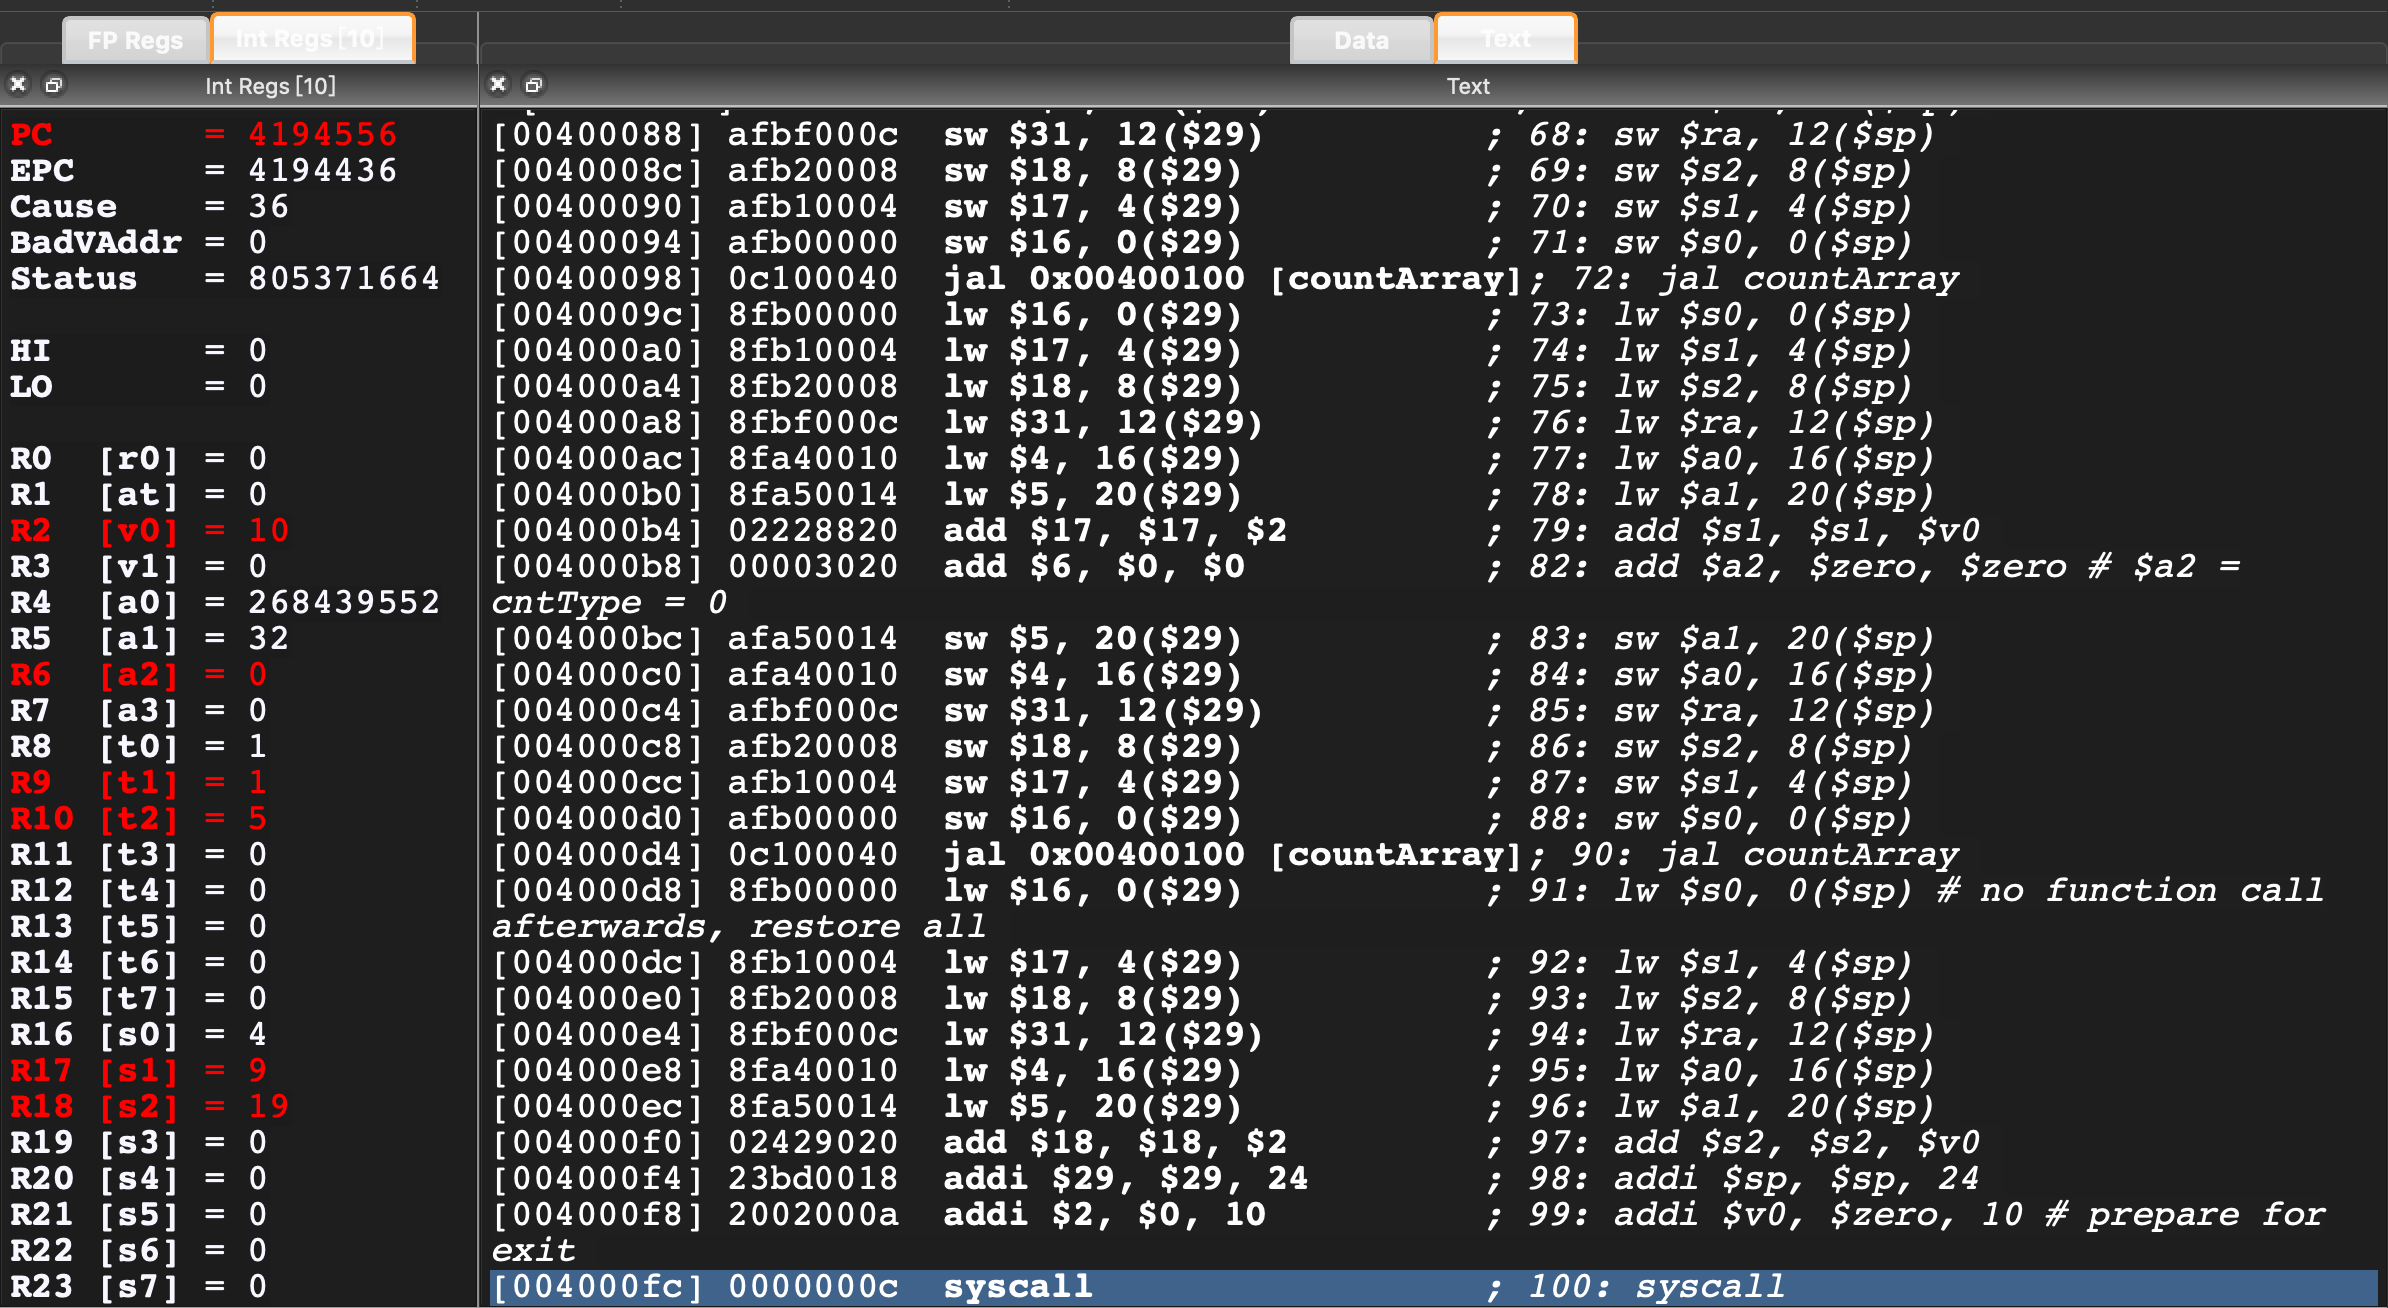 FP Regs
Int Regs [10]
Data
Text
Int Regs [10]
Text
PC = 4194556
EPC = 4194436
Cause = 36
BadVAddr = 0
Status = 805371664
HI = 0
LO = 0
R0 [r0] = 0
R1 [at] = 0
R2 [v0] = 10
R3 [v1] = 0
R4 [a0] = 268439552
R5 [a1] = 32
R6 [a2] = 0
R7 [a3] = 0
R8 [t0] = 1
R9 [t1] = 1
R10 [t2] = 5
R11 [t3] = 0
R12 [t4] = 0
R13 [t5] = 0
R14 [t6] = 0
R15 [t7] = 0
R16 [s0] = 4
R17 [s1] = 9
R18 [s2] = 19
R19 [s3] = 0
R20 [s4] = 0
R21 [s5] = 0
R22 [s6] = 0
R23 [s7] = 0
[00400088] afbf000c sw $31, 12($29) ; 68: sw $ra, 12($sp)
[0040008c] afb20008 sw $18, 8($29) ; 69: sw $s2, 8($sp)
[00400090] afb10004 sw $17, 4($29) ; 70: sw $s1, 4($sp)
[00400094] afb00000 sw $16, 0($29) ; 71: sw $s0, 0($sp)
[00400098] 0c100040 jal 0x00400100 [countArray]; 72: jal countArray
[0040009c] 8fb00000 lw $16, 0($29) ; 73: lw $s0, 0($sp)
[004000a0] 8fb10004 lw $17, 4($29) ; 74: lw $s1, 4($sp)
[004000a4] 8fb20008 lw $18, 8($29) ; 75: lw $s2, 8($sp)
[004000a8] 8fbf000c lw $31, 12($29) ; 76: lw $ra, 12($sp)
[004000ac] 8fa40010 lw $4, 16($29) ; 77: lw $a0, 16($sp)
[004000b0] 8fa50014 lw $5, 20($29) ; 78: lw $a1, 20($sp)
[004000b4] 02228820 add $17, $17, $2 ; 79: add $s1, $s1, $v0
[004000b8] 00003020 add $6, $0, $0 ; 82: add $a2, $zero, $zero # $a2 =
cntType = 0
[004000bc] afa50014 sw $5, 20($29) ; 83: sw $a1, 20($sp)
[004000c0] afa40010 sw $4, 16($29) ; 84: sw $a0, 16($sp)
[004000c4] afbf000c sw $31, 12($29) ; 85: sw $ra, 12($sp)
[004000c8] afb20008 sw $18, 8($29) ; 86: sw $s2, 8($sp)
[004000cc] afb10004 sw $17, 4($29) ; 87: sw $s1, 4($sp)
[004000d0] afb00000 sw $16, 0($29) ; 88: sw $s0, 0($sp)
[004000d4] 0c100040 jal 0x00400100 [countArray]; 90: jal countArray
[004000d8] 8fb00000 lw $16, 0($29) ; 91: lw $s0, 0($sp) # no function call
afterwards, restore all
[004000dc] 8fb10004 lw $17, 4($29) ; 92: lw $s1, 4($sp)
[004000e0] 8fb20008 lw $18, 8($29) ; 93: lw $s2, 8($sp)
[004000e4] 8fbf000c lw $31, 12($29) ; 94: lw $ra, 12($sp)
[004000e8] 8fa40010 lw $4, 16($29) ; 95: lw $a0, 16($sp)
[004000ec] 8fa50014 lw $5, 20($29) ; 96: lw $a1, 20($sp)
[004000f0] 02429020 add $18, $18, $2 ; 97: add $s2, $s2, $v0
[004000f4] 23bd0018 addi $29, $29, 24 ; 98: addi $sp, $sp, 24
[004000f8] 2002000a addi $2, $0, 10 ; 99: addi $v0, $zero, 10 # prepare for
exit
[004000fc] 0000000c syscall ; 100: syscall